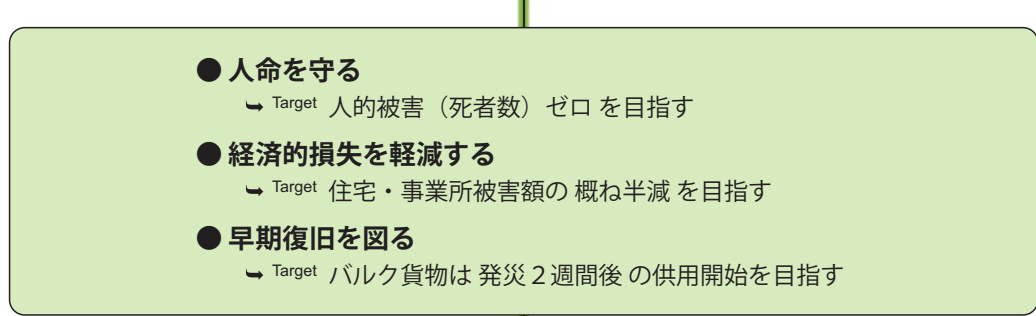 ● 人命を守る
➥ Target 人的被害（死者数）ゼロ を目指す
● 経済的損失を軽減する
➥ Target 住宅・事業所被害額の 概ね半減 を目指す
● 早期復旧を図る
➥ Target バルク貨物は 発災２週間後 の供用開始を目指す